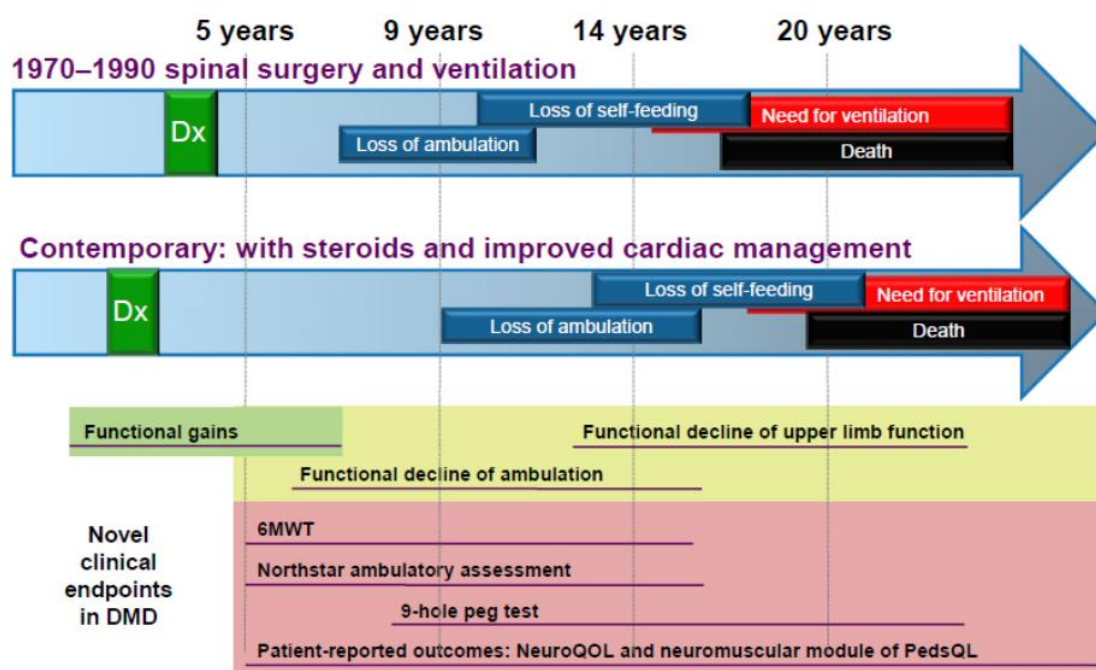 5 years 9 years 14 years 20 years
1970–1990 spinal surgery and ventilation
Dx
Loss of self-feeding
Need for ventilation
Loss of ambulation
Death
Contemporary: with steroids and improved cardiac management
Dx
Loss of self-feeding
Need for ventilation
Loss of ambulation
Death
Functional gains
Functional decline of upper limb function
Functional decline of ambulation
Novel
clinical
endpoints
in DMD
6MWT
Northstar ambulatory assessment
9-hole peg test
Patient-reported outcomes: NeuroQOL and neuromuscular module of PedsQL